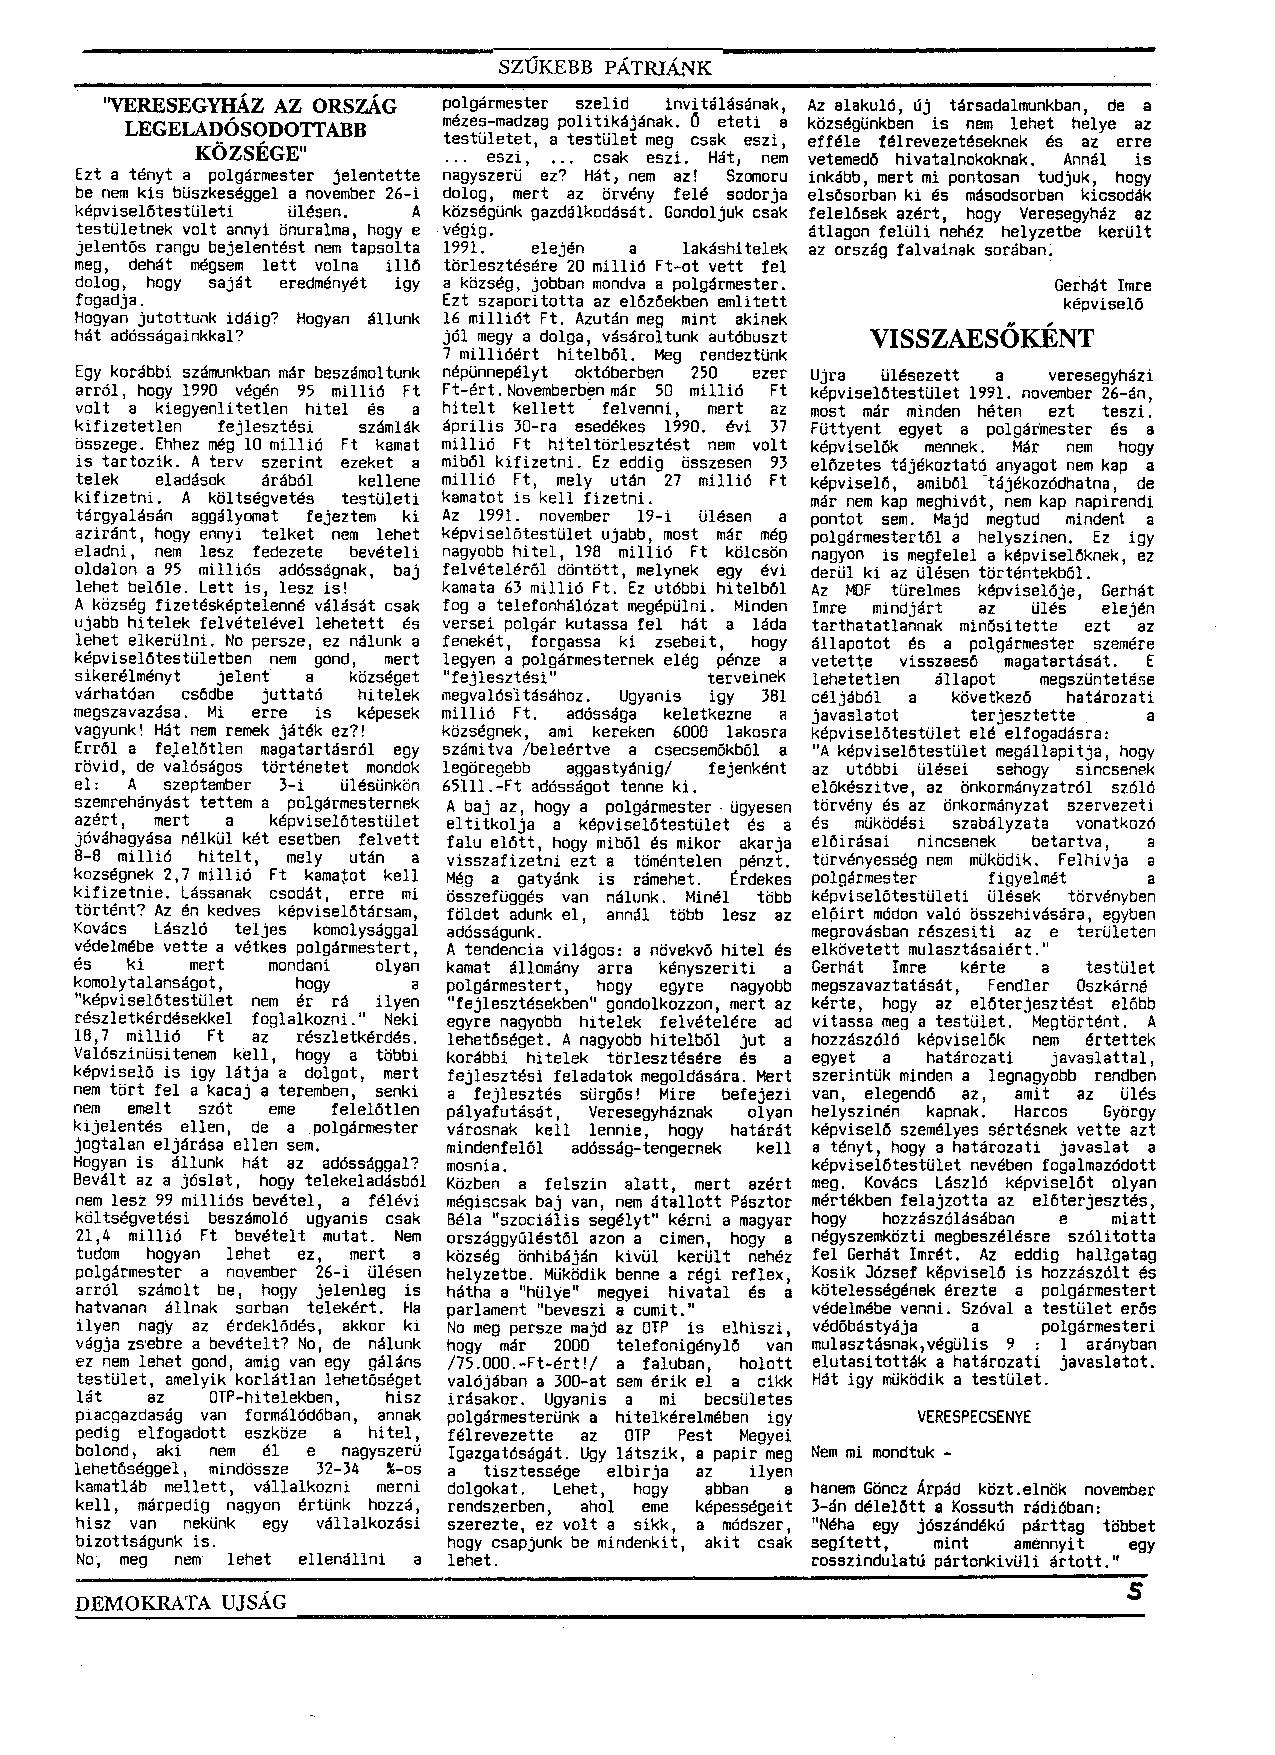 SZŰKEBB PÁTRIÁNK
"VERESEGYHÁZ AZ ORSZÁG
LEGELADÓSODOTTABB
KÖZSÉGE"
Ezt a tényt a polgármester jelentette
be nem kis büszkeséggel a november 26-i
képviselőtestületi ülésen. A
testületnek volt annyi önuralma, hogy e
jelentős rangu bejelentést nem tapsolta
meg, dehát mégsem lett volna illő
dolog, hogy saját eredményét igy
fogadja.
Hogyan jutottunk idáig? Hogyan állunk
hát adósságainkkal?
Egy korábbi számunkban már beszámoltunk
arról, hogy 1990 végén 95 millió Ft
volt a kiegyenlitetlen hitel és a
kifizetetlen fejlesztési számlák
összege. Ehhez még 10 millió Ft kamat
is tartozik. A terv szerint ezeket a
telek eladások árából kellene
kifizetni. A költségvetés testületi
tárgyalásán aggályomat fejeztem ki
aziránt, hogy ennyi telket nem lehet
eladni, nem lesz fedezete bevételi
oldalon a 95 milliós adósságnak, baj
lehet belőle. Lett is, lesz is!
A község fizetésképtelenné válását csak
ujabb hitelek felvételével lehetett és
lehet elkerülni. No persze, ez nálunk a
képviselőtestületben nem gond, mert
sikerélményt jelent a községet
várhatóan csődbe juttató hitelek
megszavazása. Mi erre is képesek
vagyunk! Hát nem remek játék ez?!
Erről a felelőtlen magatartásról egy
rövid, de valóságos történetet mondok
el: A szeptember 3-i ülésünkön
szemrehányást tettem a polgármesternek
azért, mert a képviselőtestület
jóváhagyása nélkül két esetben felvett
8-8 millió hitelt, mely után a
kozségnek 2,7 millió Ft kamatot kell
kifizetnie. Lássanak csodát, erre mi
történt? Az én kedves képviselőtársam,
Kovács László teljes komolysággal
védelmébe vette a vétkes polgármestert,
és ki mert mondani olyan
komolytalanságot, hogy a
"képviselőtestület nem ér rá ilyen
részletkérdésekkel foglalkozni." Neki
18,7 millió Ft az részletkérdés.
Valószinüsitenem kell, hogy a többi
képviselő is igy látja a dolgot, mert
nem tört fel a kacaj a teremben, senki
nem emelt szót eme felelőtlen
kijelentés ellen, de a polgármester
jogtalan eljárása ellen sem.
Hogyan is állunk hát az adóssággal?
Bevált az a jóslat, hogy telekeladásból
nem lesz 99 milliós bevétel, a félévi
költségvetési beszámoló ugyanis csak
21,4 millió Ft bevételt mutat. Nem
tudom hogyan lehet ez, mert a
polgármester a november 26-i ülésen
arról számolt be, hogy jelenleg is
hatvanan állnak sorban telekért. Ha
ilyen nagy az érdeklődés, akkor ki
vágja zsebre a bevételt? No, de nálunk
ez nem lehet gond, amig van egy gáláns
testület, amelyik korlátlan lehetőséget
lát az OTP-hitelekben, hisz
piacgazdaság van formálódóban, annak
pedig elfogadott eszköze a hitel,
bolond, aki nem él e nagyszerü
lehetőséggel, mindössze 32-34 %-os
kamatláb mellett, vállalkozni merni
kell, márpedig nagyon értünk hozzá,
hisz van nekünk egy vállalkozási
bizottságunk is.
No, meg nem lehet ellenállni a
polgármester szelid invitálásának,
mézes-madzag politikájának. Ő eteti a
testületet, a testület meg csak eszi,
... eszi, ... csak eszi. Hát, nem
nagyszerü ez? Hát, nem az! Szomoru
dolog, mert az örvény felé sodorja
községünk gazdálkodását. Gondoljuk csak
végig.
1991. elején a lakáshitelek
törlesztésére 20 millió Ft-ot vett fel
a község, jobban mondva a polgármester.
Ezt szaporitotta az előzőekben emlitett
16 milliót Ft. Azután meg mint akinek
jól megy a dolga, vásároltunk autóbuszt
7 millióért hitelből. Meg rendeztünk
népünnepélyt októberben 250 ezer
Ft-ért.Novemberben már 50 millió Ft
hitelt kellett felvenni, mert az
április 30-ra esedékes 1990. évi 37
millió Ft hiteltörlesztést nem volt
miből kifizetni. Ez eddig összesen 93
millió Ft, mely után 27 millió Ft
kamatot is kell fizetni.
Az 1991. november 19-i ülésen a
képviselőtestület ujabb, most már még
nagyobb hitel, 198 millió Ft kölcsön
felvételéről döntött, melynek egy évi
kamata 63 millió Ft. Ez utóbbi hitelből
fog a telefonhálózat megépülni. Minden
versei polgár kutassa fel hát a láda
fenekét, forgassa ki zsebeit, hogy
legyen a polgármesternek elég pénze a
"fejlesztési" terveinek
megvalósitásához. Ugyanis igy 381
millió Ft. adóssága keletkezne a
községnek, ami kereken 6000 lakosra
számitva /beleértve a csecsemőkből a
legöregebb aggastyánig/ fejenként
65111.-Ft adósságot tenne ki.
A baj az, hogy a polgármester ügyesen
eltitkolja a képviselőtestület és a
falu előtt, hogy miből és mikor akarja
visszafizetni ezt a töméntelen pénzt.
Még a gatyánk is rámehet. Érdekes
összefüggés van nálunk. Minél több
földet adunk el, annál több lesz az
adósságunk.
A tendencia világos: a növekvő hitel és
kamat állomány arra kényszeriti a
polgármestert, hogy egyre nagyobb
"fejlesztésekben" gondolkozzon, mert az
egyre nagyobb hitelek felvételére ad
lehetőséget. A nagyobb hitelből jut a
korábbi hitelek törlesztésére és a
fejlesztési feladatok megoldására. Mert
a fejlesztés sürgős! Mire befejezi
pályafutását, Veresegyháznak olyan
városnak kell lennie, hogy határát
mindenfelől adósság-tengernek kell
mosnia.
Közben a felszin alatt, mert azért
mégiscsak baj van, nem átallott Pásztor
Béla "szociális segélyt" kérni a magyar
országgyűléstől azon a cimen, hogy a
község önhibáján kivül került nehéz
helyzetbe. Müködik benne a régi reflex,
hátha a "hülye" megyei hivatal és a
parlament "beveszi a cumit."
No meg persze majd az OTP is elhiszi,
hogy már 2000 telefonigénylő van
/75.000.-Ft-ért!/ a faluban, holott
valójában a 300-at sem érik el a cikk
irásakor. Ugyanis a mi becsületes
polgármesterünk a hitelkérelmében igy
félrevezette az OTP Pest Megyei
Igazgatóságát. Ugy látszik, a papir meg
a tisztessége elbirja az ilyen
dolgokat. Lehet, hogy abban a
rendszerben, ahol eme képességeit
szerezte, ez volt a sikk, a módszer,
hogy csapjunk be mindenkit, akit csak
lehet.
Az alakuló, új társadalmunkban, de a
községünkben is nem lehet helye az
efféle félrevezetéseknek és az erre
vetemedő hivatalnokoknak. Annál is
inkább, mert mi pontosan tudjuk, hogy
elsősorban ki és másodsorban kicsodák
felelősek azért, hogy Veresegyház az
átlagon felüli nehéz helyzetbe került
az ország falvainak sorában.
Gerhát Imre
képviselő
VISSZAESŐKÉNT
Ujra ülésezett a veresegyházi
képviselőtestület 1991. november 26-án,
most már minden héten ezt teszi.
Füttyent egyet a polgármester és a
képviselők mennek. Már nem hogy
előzetes tájékoztató anyagot nem kap a
képviselő, amiből tájékozódhatna, de
már nem kap meghivót, nem kap napirendi
pontot sem. Majd megtud mindent a
polgármestertől a helyszinen. Ez igy
nagyon is megfelel a képviselőknek, ez
derül ki az ülésen történtekből.
Az MDF türelmes képviselője, Gerhát
Imre mindjárt az ülés elején
tarthatatlannak minősitette ezt az
állapotot és a polgármester szemére
vetette visszaeső magatartását. E
lehetetlen állapot megszüntetése
céljából a következő határozati
javaslatot terjesztette a
képviselőtestület elé elfogadásra:
"A képviselőtestület megállapitja, hogy
az utóbbi ülései sehogy sincsenek
előkészitve, az önkormányzatról szóló
törvény és az önkormányzat szervezeti
és müködési szabályzata vonatkozó
előirásai nincsenek betartva, a
törvényesség nem müködik. Felhivja a
polgármester figyelmét a
képviselőtestületi ülések törvényben
előirt módon való összehivására, egyben
megrovásban részesiti az e területen
elkövetett mulasztásaiért."
Gerhát Imre kérte a testület
megszavaztatását, Fendler Oszkárné
kérte, hogy az előterjesztést előbb
vitassa meg a testület. Megtörtént. A
hozzászóló képviselők nem értettek
egyet a határozati javaslattal,
szerintük minden a legnagyobb rendben
van, elegendő az, amit az ülés
helyszinén kapnak. Harcos György
képviselő személyes sértésnek vette azt
a tényt, hogy a határozati javaslat a
képviselőtestület nevében fogalmazódott
meg. Kovács László képviselőt olyan
mértékben felajzotta az előterjesztés,
hogy hozzászólásában e miatt
négyszemközti megbeszélésre szólitotta
fel Gerhát Imrét. Az eddig hallgatag
Kosik József képviselő is hozzászólt és
kötelességének érezte a polgármestert
védelmébe venni. Szóval a testület erős
védőbástyája a polgármesteri
mulasztásnak,végülis 9 : 1 arányban
elutasitották a határozati javaslatot.
Hát igy müködik a testület.
VERESPECSENYE
Nem mi mondtuk -
hanem Göncz Árpád közt.elnök november
3-án délelőtt a Kossuth rádióban:
"Néha egy jószándékú párttag többet
segített, mint amennyit egy
rosszindulatú pártonkivüli ártott."
DEMOKRATA UJSÁG
5